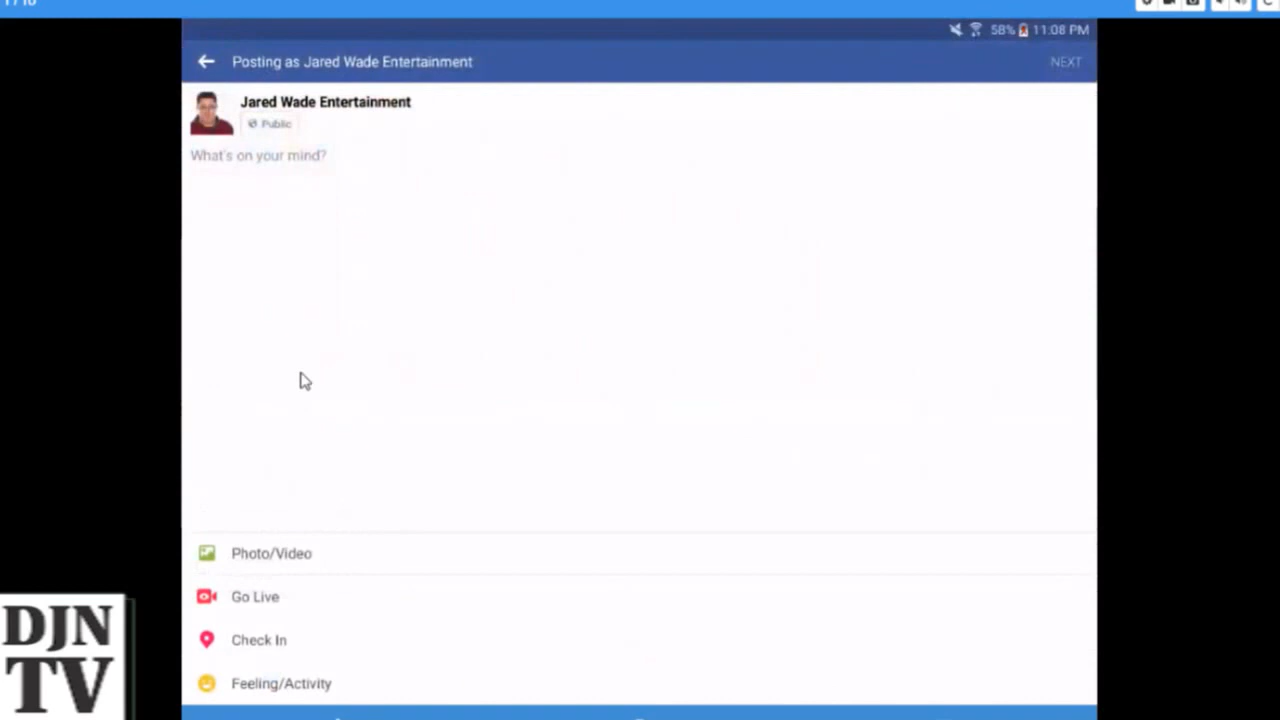 58% 11:08 PM
Posting as Jared Wade Entertainment NEXT
Jared Wade Entertainment
Public
What's on your mind?
Photo/Video
Go Live
Check In
Feeling/Activity
DJN
TV